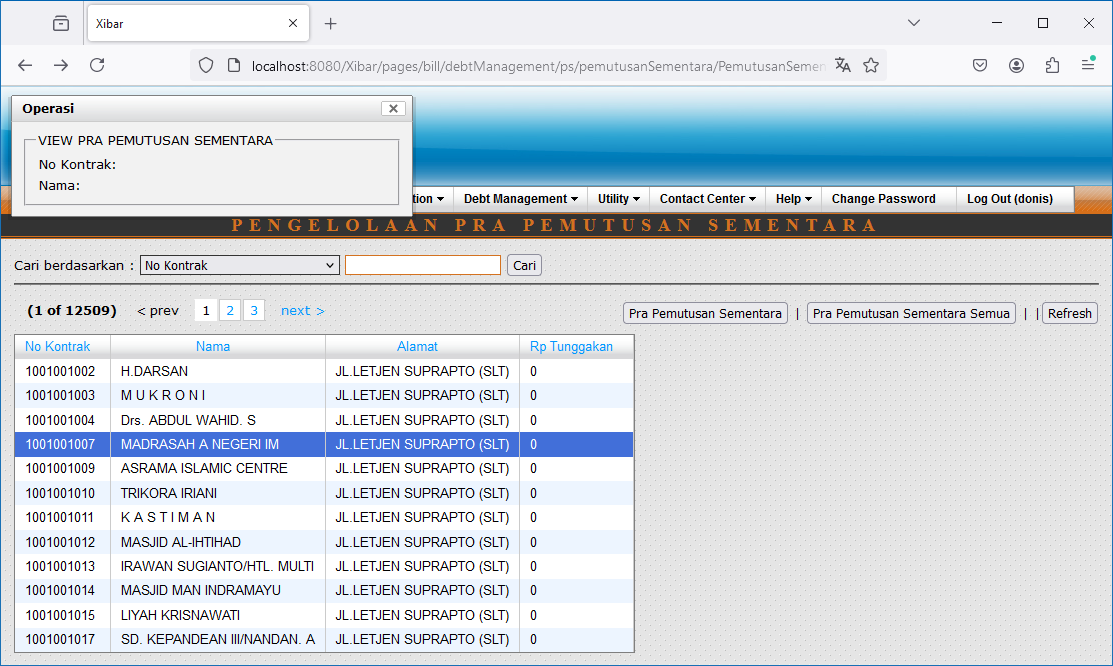 Xibar
localhost:8080/Xibar/pages/bill/debtManagement/ps/pemutusanSementara/PemutusanSemen
Operasi
VIEW PRA PEMUTUSAN SEMENTARA
No Kontrak:
Nama:
tion Debt Management Utility Contact Center Help Change Password Log Out (donis)
PENGELOLAAN PRA PEMUTUSAN SEMENTARA
Cari berdasarkan : No Kontrak Cari
(1 of 12509) < prev 1 2 3 next > Pra Pemutusan Sementara | Pra Pemutusan Sementara Semua | | Refresh
No Kontrak Nama Alamat Rp Tunggakan
1001001002 H.DARSAN JL.LETJEN SUPRAPTO (SLT) 0
1001001003 M U K R O N I JL.LETJEN SUPRAPTO (SLT) 0
1001001004 Drs. ABDUL WAHID. S JL.LETJEN SUPRAPTO (SLT) 0
1001001007 MADRASAH A NEGERI IM JL.LETJEN SUPRAPTO (SLT) 0
1001001009 ASRAMA ISLAMIC CENTRE JL.LETJEN SUPRAPTO (SLT) 0
1001001010 TRIKORA IRIANI JL.LETJEN SUPRAPTO (SLT) 0
1001001011 K A S T I M A N JL.LETJEN SUPRAPTO (SLT) 0
1001001012 MASJID AL-IHTIHAD JL.LETJEN SUPRAPTO (SLT) 0
1001001013 IRAWAN SUGIANTO/HTL. MULTI JL.LETJEN SUPRAPTO (SLT) 0
1001001014 MASJID MAN INDRAMAYU JL.LETJEN SUPRAPTO (SLT) 0
1001001015 LIYAH KRISNAWATI JL.LETJEN SUPRAPTO (SLT) 0
1001001017 SD. KEPANDEAN III/NANDAN. A JL.LETJEN SUPRAPTO (SLT) 0